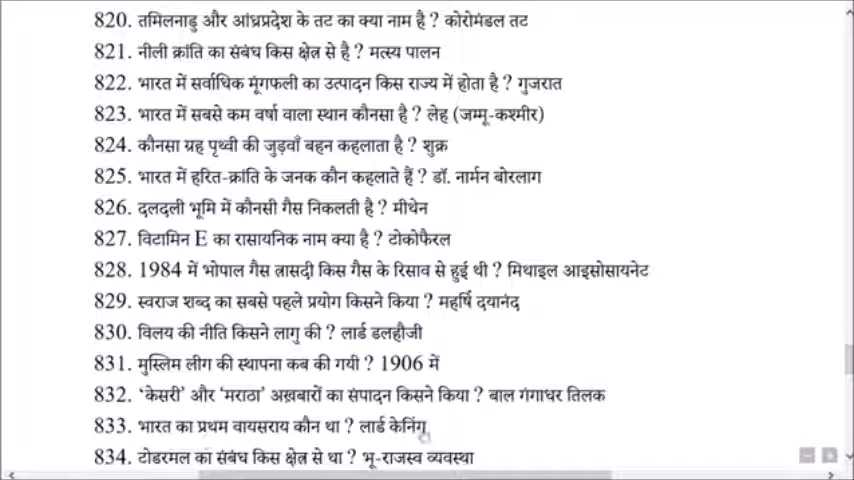 820. तमिलनाडु और आंध्रप्रदेश के तट का क्या नाम है ? कोरोमंडल तट
821. नीली क्रांति का संबंध किस क्षेत्र से है ? मत्स्य पालन
822. भारत में सर्वाधिक मूंगफली का उत्पादन किस राज्य में होता है ? गुजरात
823. भारत में सबसे कम वर्षा वाला स्थान कौनसा है ? लेह (जम्मू-कश्मीर)
824. कौनसा ग्रह पृथ्वी की जुड़वाँ बहन कहलाता है ? शुक्र
825. भारत में हरित-क्रांति के जनक कौन कहलाते हैं ? डॉ. नार्मन बोरलाग
826. दलदली भूमि में कौनसी गैस निकलती है ? मीथेन
827. विटामिन E का रासायनिक नाम क्या है ? टोकोफैरल
828. 1984 में भोपाल गैस त्रासदी किस गैस के रिसाव से हुई थी ? मिथाइल आइसोसायनेट
829. स्वराज शब्द का सबसे पहले प्रयोग किसने किया ? महर्षि दयानंद
830. विलय की नीति किसने लागु की ? लार्ड डलहौजी
831. मुस्लिम लीग की स्थापना कब की गयी ? 1906 में
832. ‘केसरी’ और ‘मराठा’ अख़बारों का संपादन किसने किया ? बाल गंगाधर तिलक
833. भारत का प्रथम वायसराय कौन था ? लार्ड केनिंग
834. टोडरमल का संबंध किस क्षेत्र से था ? भू-राजस्व व्यवस्था